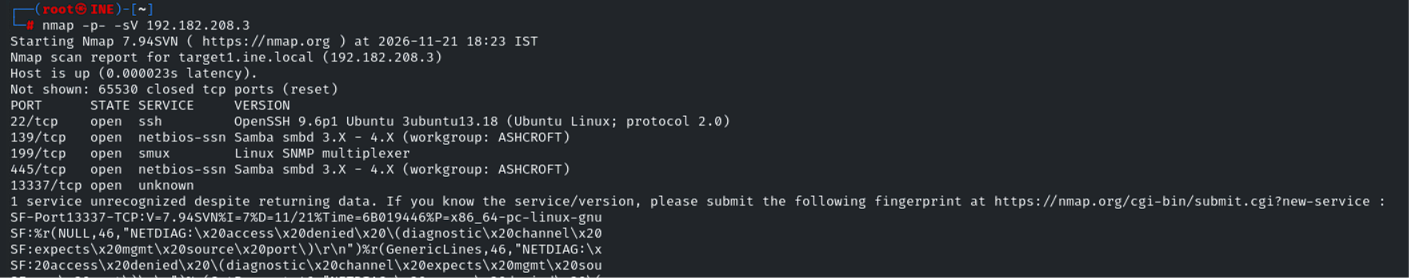 ┌──(root㉿INE)-[~]
└─# nmap -p- -sV 192.182.208.3
Starting Nmap 7.94SVN ( https://nmap.org ) at 2026-11-21 18:23 IST
Nmap scan report for target1.ine.local (192.182.208.3)
Host is up (0.000023s latency).
Not shown: 65530 closed tcp ports (reset)
PORT      STATE SERVICE     VERSION
22/tcp    open  ssh         OpenSSH 9.6p1 Ubuntu 3ubuntu13.18 (Ubuntu Linux; protocol 2.0)
139/tcp   open  netbios-ssn Samba smbd 3.X - 4.X (workgroup: ASHCROFT)
199/tcp   open  smux        Linux SNMP multiplexer
445/tcp   open  netbios-ssn Samba smbd 3.X - 4.X (workgroup: ASHCROFT)
13337/tcp open  unknown
1 service unrecognized despite returning data. If you know the service/version, please submit the following fingerprint at https://nmap.org/cgi-bin/submit.cgi?new-service :
SF-Port13337-TCP:V=7.94SVN%I=7%D=11/21%Time=6B019446%P=x86_64-pc-linux-gnu
SF:%r(NULL,46,"NETDIAG:\x20access\x20denied\x20\(diagnostic\x20channel\x20
SF:expects\x20mgmt\x20source\x20port\)\r\n")%r(GenericLines,46,"NETDIAG:\x
SF:20access\x20denied\x20\(diagnostic\x20channel\x20expects\x20mgmt\x20sou